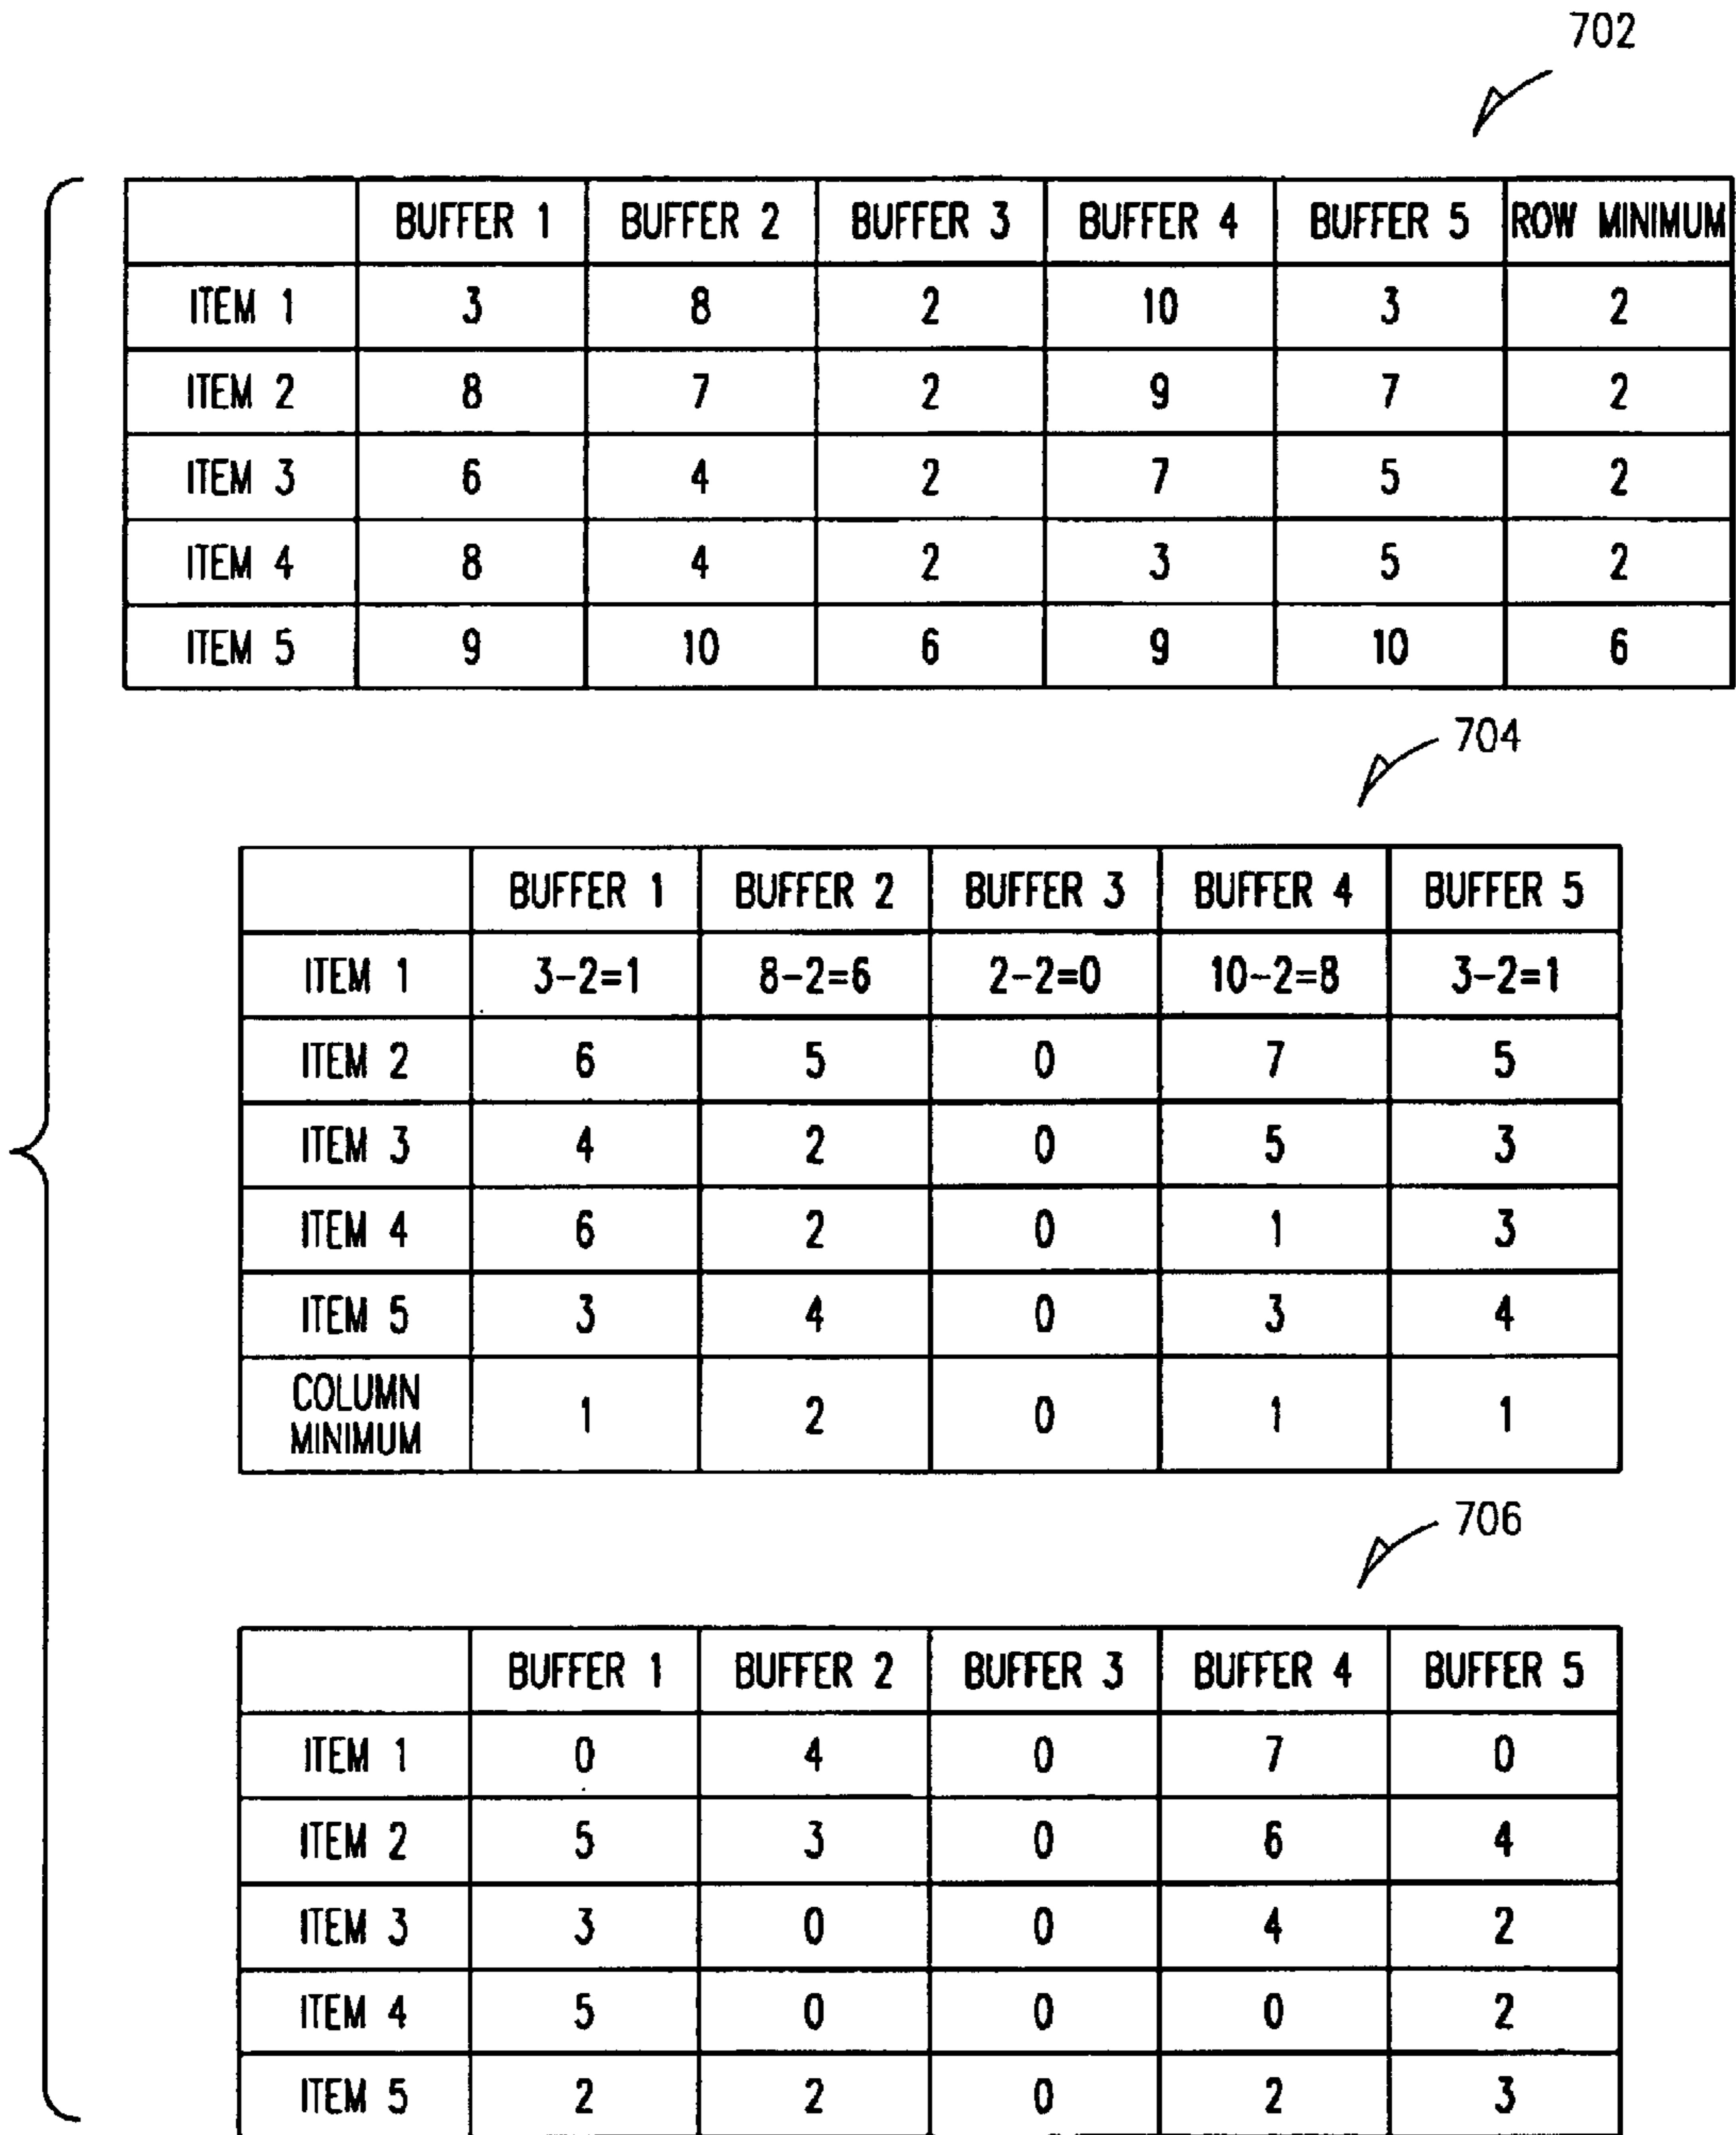 702
BUFFER 1 BUFFER 2 BUFFER 3 BUFFER 4 BUFFER 5 ROW MINIMUM
ITEM 1 3 8 2 10 3 2
ITEM 2 8 7 2 9 7 2
ITEM 3 6 4 2 7 5 2
ITEM 4 8 4 2 3 5 2
ITEM 5 9 10 6 9 10 6
704
BUFFER 1 BUFFER 2 BUFFER 3 BUFFER 4 BUFFER 5
ITEM 1 3-2=1 8-2=6 2-2=0 10-2=8 3-2=1
ITEM 2 6 5 0 7 5
ITEM 3 4 2 0 5 3
ITEM 4 6 2 0 1 3
ITEM 5 3 4 0 3 4
COLUMN
MINIMUM 1 2 0 1 1
706
BUFFER 1 BUFFER 2 BUFFER 3 BUFFER 4 BUFFER 5
ITEM 1 0 4 0 7 0
ITEM 2 5 3 0 6 4
ITEM 3 3 0 0 4 2
ITEM 4 5 0 0 0 2
ITEM 5 2 2 0 2 3